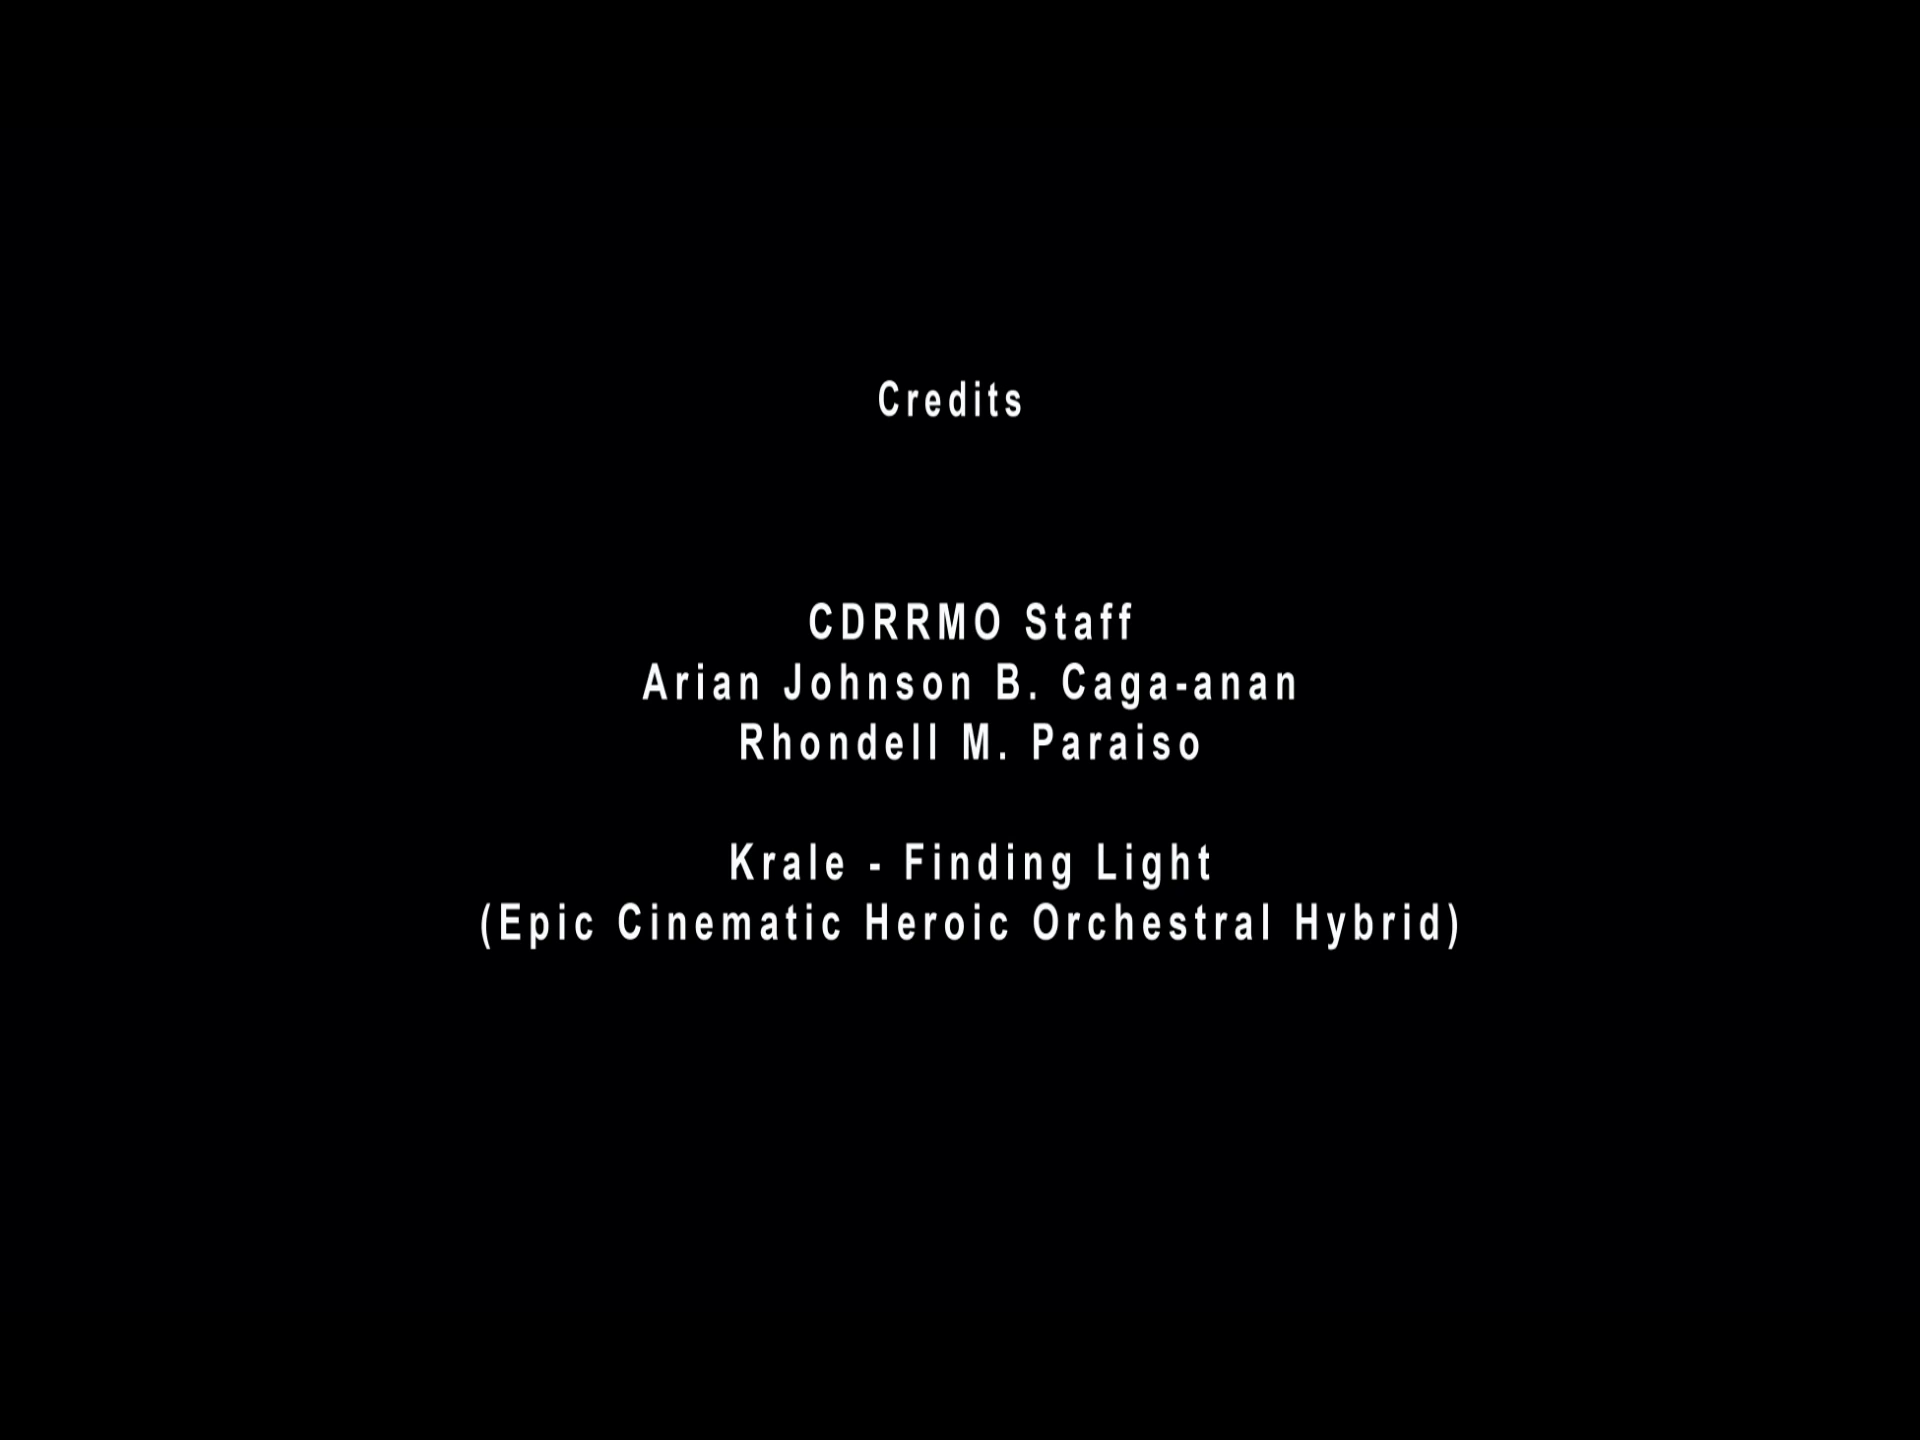 Credits
CDRRMO Staff
Arian Johnson B. Caga-anan
Rhondell M. Paraiso
Krale - Finding Light
(Epic Cinematic Heroic Orchestral Hybrid)